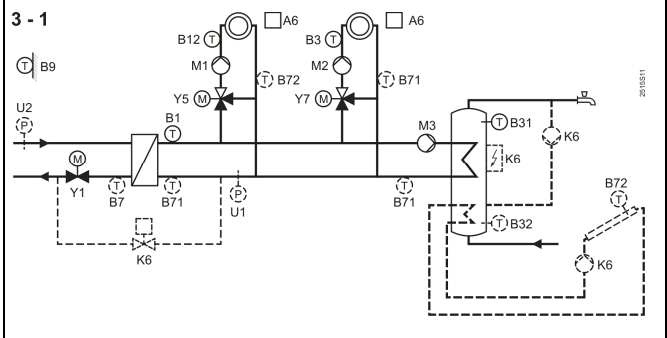 3 - 1
A6
A6
B12 T
B3 T
T B9
M1
M2
T B72
T B71
U2
P
Y5 M
Y7 M
2515S11
B1
T
M3
T B31
K6
K6
M
Y1
T
B7
T
B71
P
U1
T
B71
B72
T
T B32
K6
K6